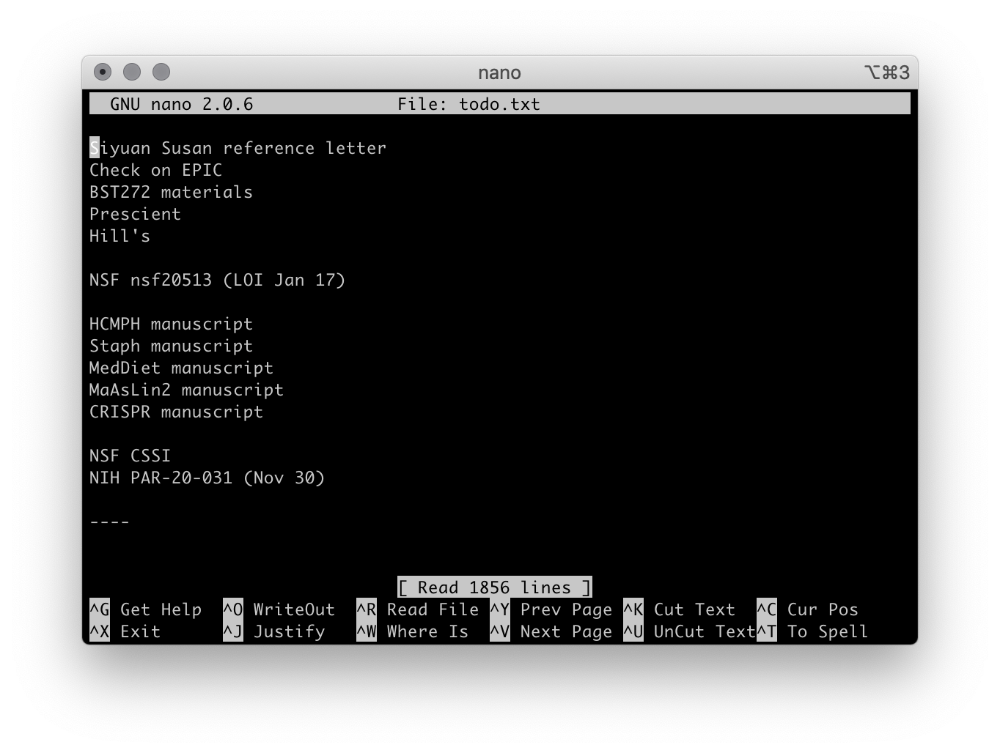 nano ⌥⌘3
GNU nano 2.0.6 File: todo.txt
Siyuan Susan reference letter
Check on EPIC
BST272 materials
Prescient
Hill's
NSF nsf20513 (LOI Jan 17)
HCMPH manuscript
Staph manuscript
MedDiet manuscript
MaAsLin2 manuscript
CRISPR manuscript
NSF CSSI
NIH PAR-20-031 (Nov 30)
----
[ Read 1856 lines ]
^G Get Help ^O WriteOut ^R Read File ^Y Prev Page ^K Cut Text ^C Cur Pos
^X Exit ^J Justify ^W Where Is ^V Next Page ^U UnCut Text ^T To Spell